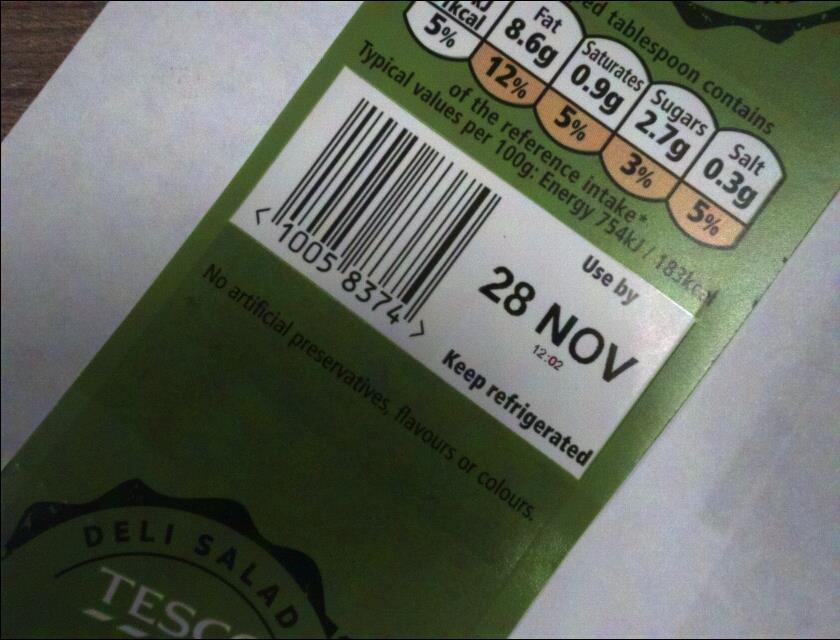 tablespoon contains
kcal
5%
Fat
8.6g
12%
Saturates
0.9g
5%
Sugars
2.7g
3%
Salt
0.3g
5%
of the reference intake*
Typical values per 100g: Energy 754kJ / 183kcal
< 1005 8374 >
Use by
28 NOV
12:02
Keep refrigerated
No artificial preservatives, flavours or colours.
DELI SALAD
TESCO